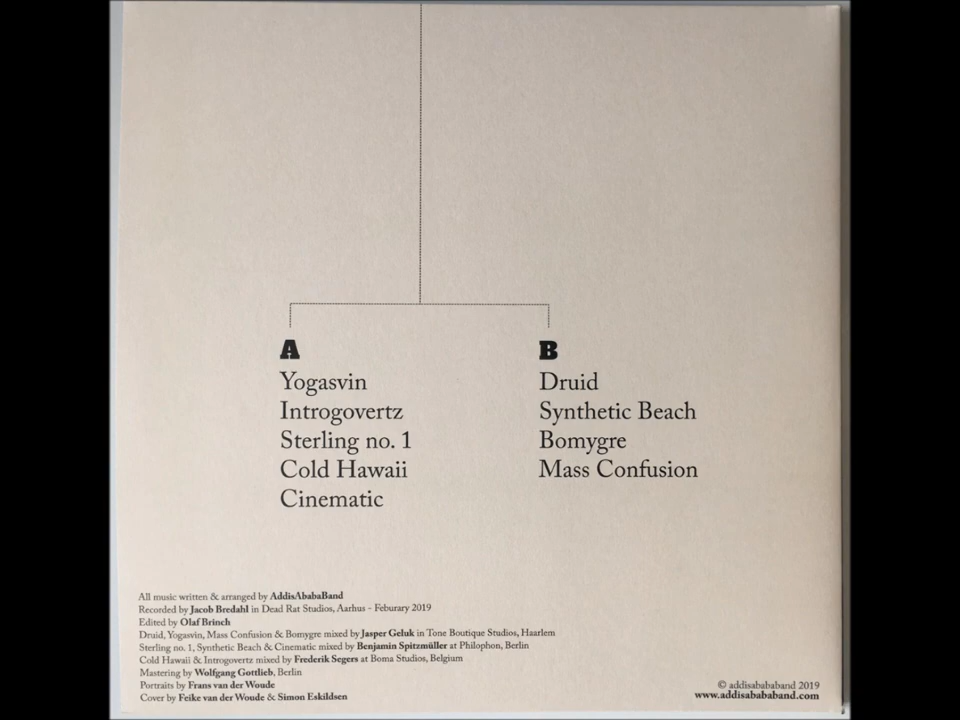 A
Yogasvin
Introgovertz
Sterling no. 1
Cold Hawaii
Cinematic
B
Druid
Synthetic Beach
Bomygre
Mass Confusion
All music written & arranged by AddisAbabaBand
Recorded by Jacob Bredahl in Dead Rat Studios, Aarhus - Feburary 2019
Edited by Olaf Brinch
Druid, Yogasvin, Mass Confusion & Bomygre mixed by Jasper Geluk in Tone Boutique Studios, Haarlem
Sterling no. 1, Synthetic Beach & Cinematic mixed by Benjamin Spitzmüller at Philophon, Berlin
Cold Hawaii & Introgovertz mixed by Frederik Segers at Boma Studios, Belgium
Mastering by Wolfgang Gottlieb, Berlin
Portraits by Frans van der Woude
Cover by Feike van der Woude & Simon Eskildsen
© addisabababand 2019
www.addisabababand.com